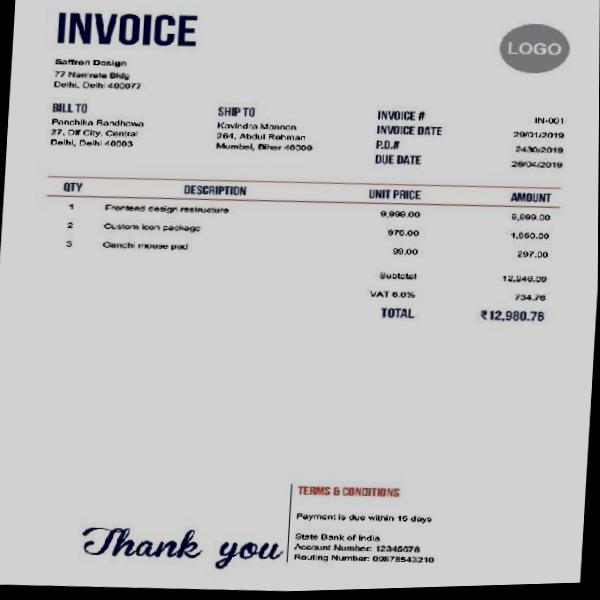 INVOICE
LOGO
Saffron Design
77 Namrata Bldg
Delhi, Delhi 400077
BILL TO
Panchika Randhawa
27, Dlf City, Central
Delhi, Delhi 40003
SHIP TO
Kavindra Mannan
264, Abdul Rehman
Mumbai, Bihar 40009
INVOICE # IN-001
INVOICE DATE 29/01/2019
P.O.# 2430/2019
DUE DATE 26/04/2019
QTY DESCRIPTION UNIT PRICE AMOUNT
1 Frontend design restructure 9,999.00 9,999.00
2 Custom icon package 975.00 1,950.00
3 Gandhi mouse pad 99.00 297.00
Subtotal 12,246.00
VAT 6.0% 734.76
TOTAL ₹12,980.76
TERMS & CONDITIONS
Payment is due within 15 days
Thank you
State Bank of India
Account Number: 12345678
Routing Number: 09876543210